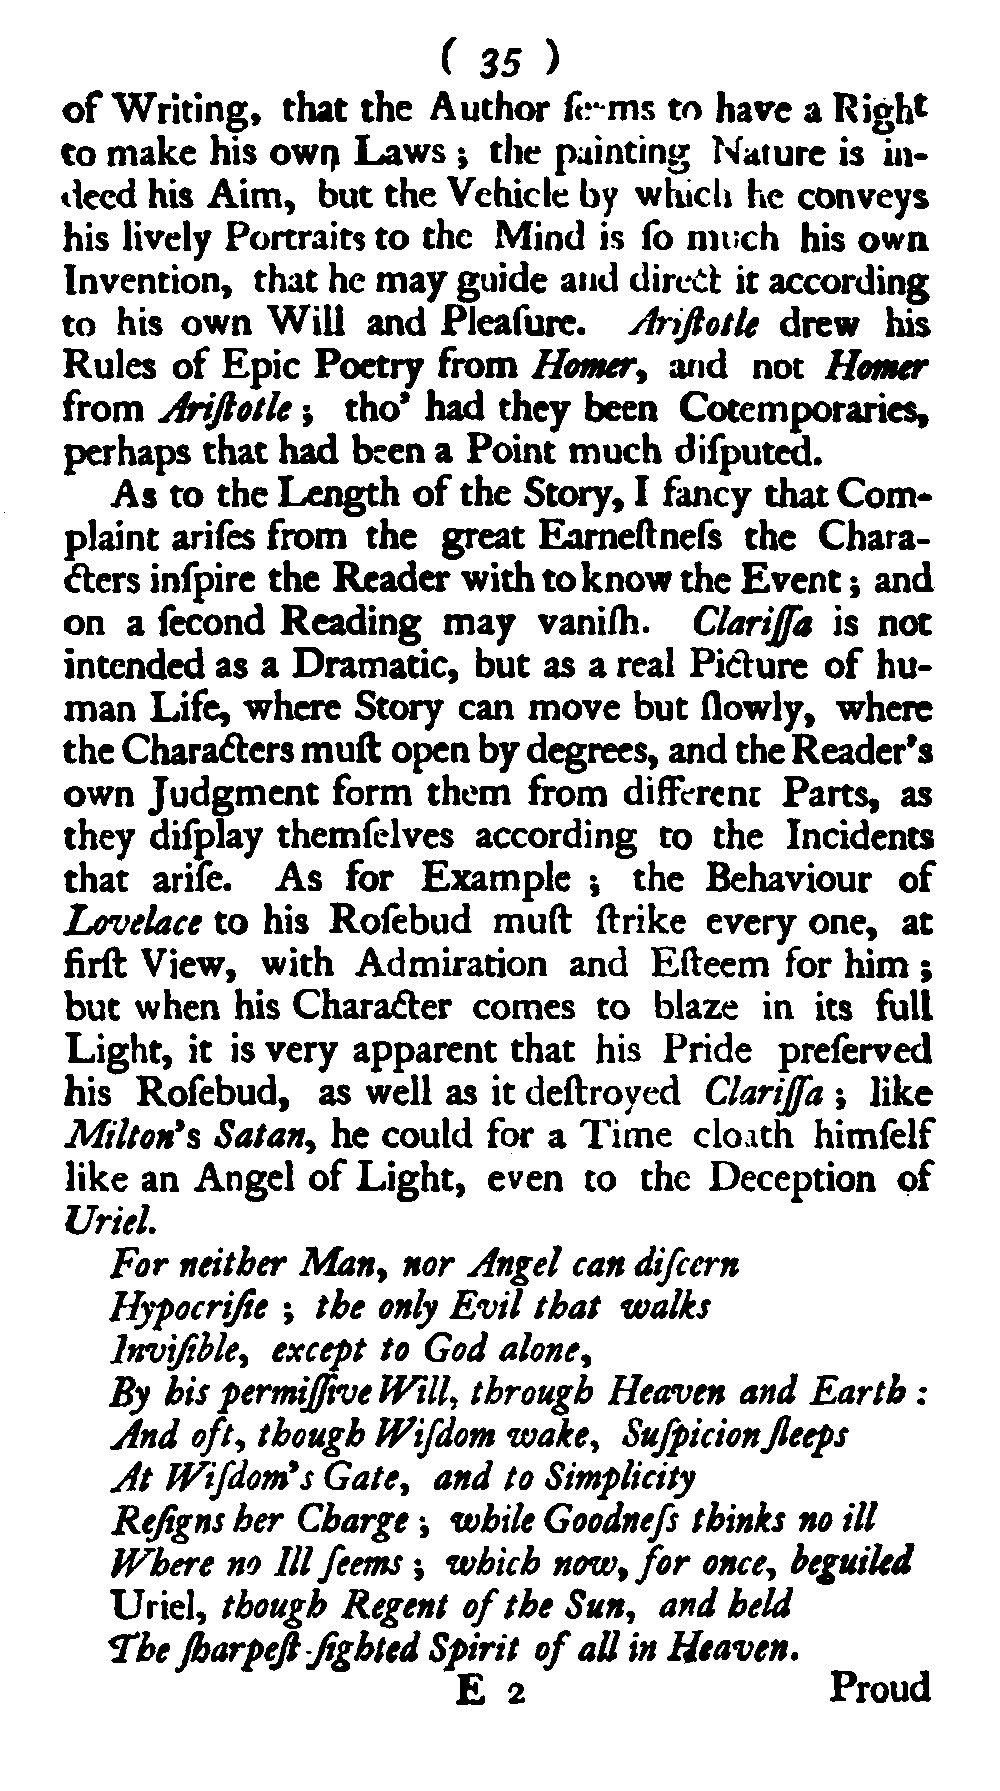 ( 35 )
of Writing, that the Author ſeems to have a Right
to make his own Laws ; the painting Nature is in-
deed his Aim, but the Vehicle by which he conveys
his lively Portraits to the Mind is ſo much his own
Invention, that he may guide and direct it according
to his own Will and Pleaſure. Ariſtotle drew his
Rules of Epic Poetry from Homer, and not Homer
from Ariſtotle ; tho' had they been Cotemporaries,
perhaps that had been a Point much diſputed.
As to the Length of the Story, I fancy that Com-
plaint ariſes from the great Earneſtneſs the Chara-
cters inſpire the Reader with to know the Event ; and
on a ſecond Reading may vaniſh. Clariſſa is not
intended as a Dramatic, but as a real Picture of hu-
man Life, where Story can move but ſlowly, where
the Characters muſt open by degrees, and the Reader's
own Judgment form them from different Parts, as
they diſplay themſelves according to the Incidents
that ariſe. As for Example ; the Behaviour of
Lovelace to his Roſebud muſt ſtrike every one, at
firſt View, with Admiration and Eſteem for him ;
but when his Character comes to blaze in its full
Light, it is very apparent that his Pride preſerved
his Roſebud, as well as it deſtroyed Clariſſa ; like
Milton's Satan, he could for a Time cloath himſelf
like an Angel of Light, even to the Deception of
Uriel.
For neither Man, nor Angel can diſcern
Hypocriſie ; the only Evil that walks
Inviſible, except to God alone,
By his permiſſive Will, through Heaven and Earth :
And oft, though Wiſdom wake, Suſpicion ſleeps
At Wiſdom's Gate, and to Simplicity
Reſigns her Charge ; while Goodneſs thinks no ill
Where no Ill ſeems ; which now, for once, beguiled
Uriel, though Regent of the Sun, and held
The ſharpeſt-ſighted Spirit of all in Heaven.
E 2 Proud